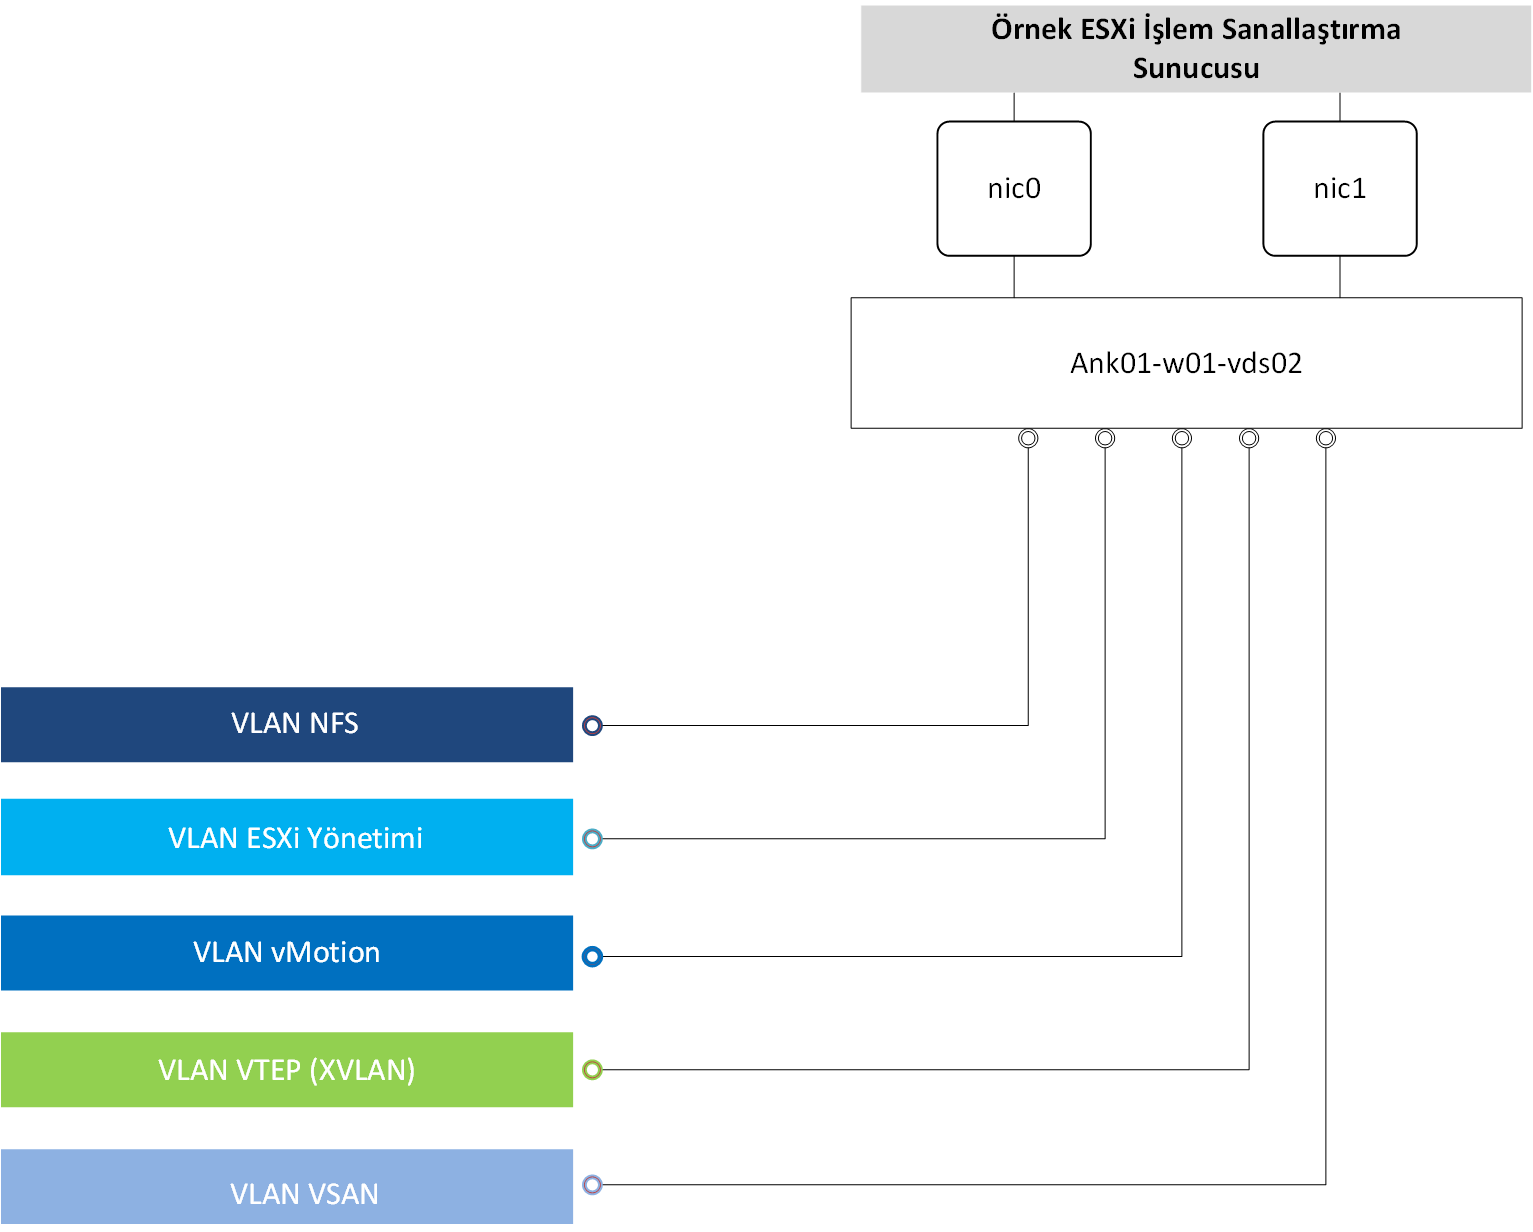 Örnek ESXi İşlem Sanallaştırma
Sunucusu
nic0
nic1
Ank01-w01-vds02
VLAN NFS
VLAN ESXi Yönetimi
VLAN vMotion
VLAN VTEP (XVLAN)
VLAN VSAN